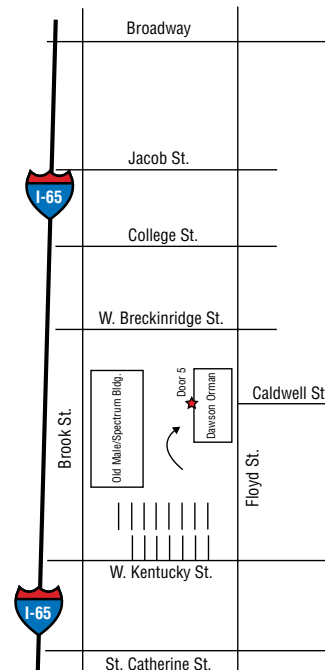 Broadway
Jacob St.
I-65
College St.
W. Breckinridge St.
Door 5
Old Male/Spectrum Bldg.
Dawson Orman
Caldwell St
Brook St.
Floyd St.
W. Kentucky St.
I-65
St. Catherine St.